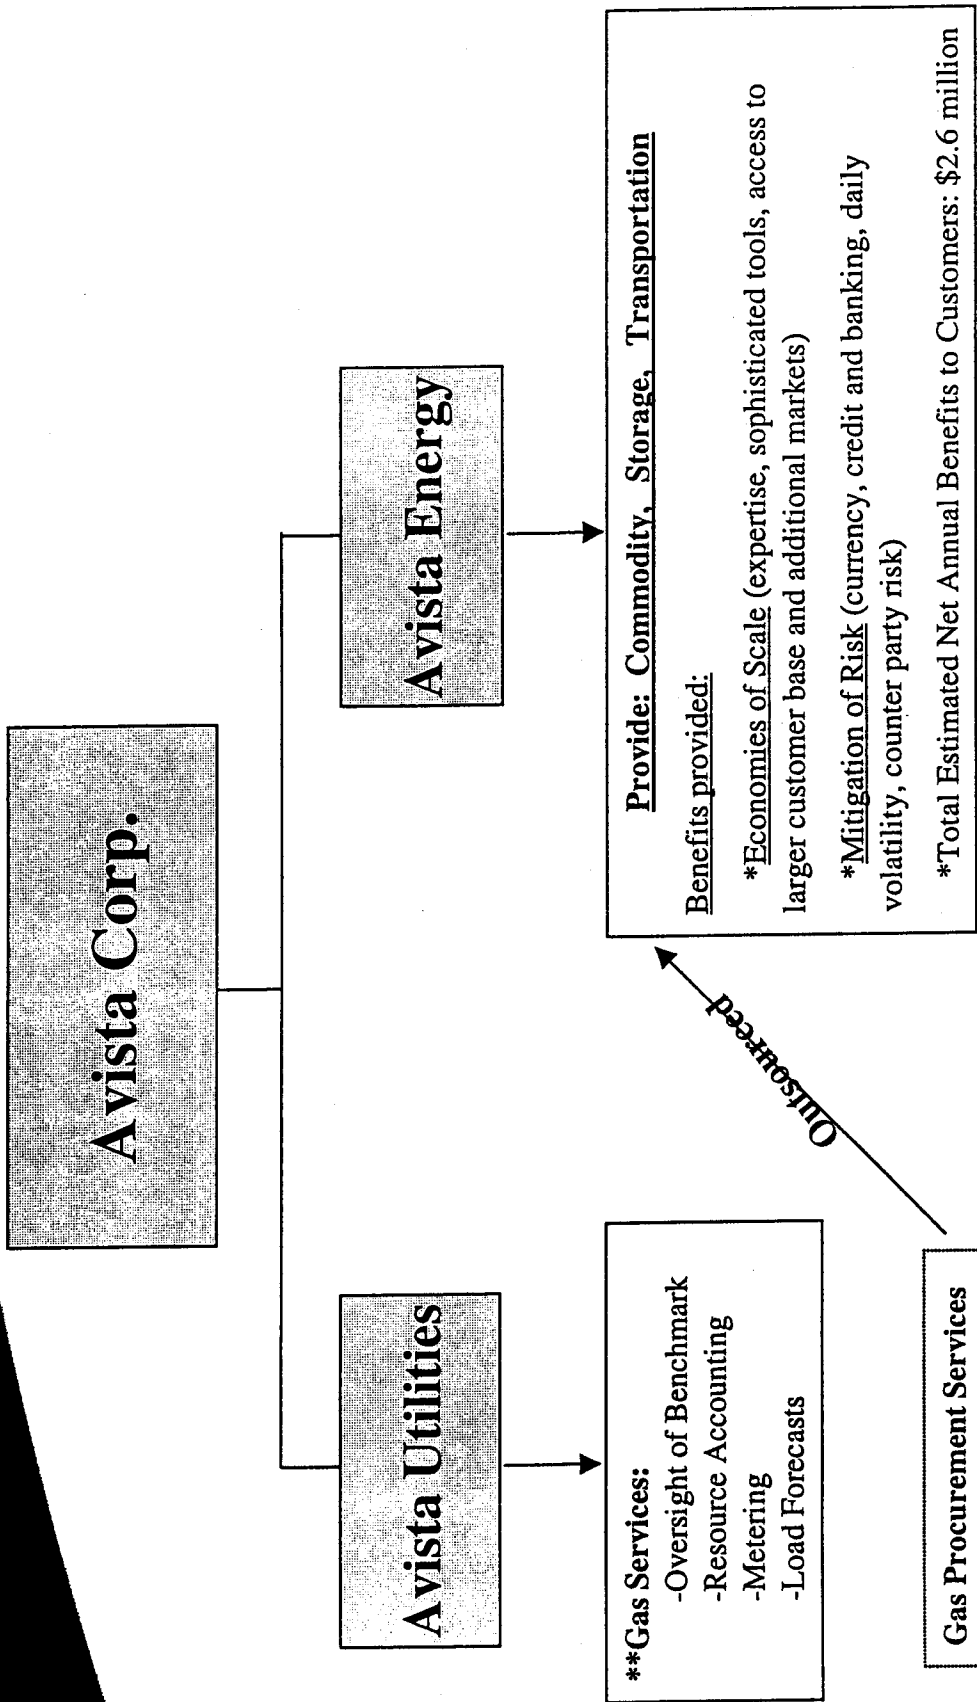 Avista Corp.
Avista Utilities
Avista Energy
**Gas Services:
-Oversight of Benchmark
-Resource Accounting
-Metering
-Load Forecasts
Gas Procurement Services
Outsourced
Provide: Commodity, Storage, Transportation
Benefits provided:
*Economies of Scale (expertise, sophisticated tools, access to
larger customer base and additional markets)
*Mitigation of Risk (currency, credit and banking, daily
volatility, counter party risk)
*Total Estimated Net Annual Benefits to Customers: $2.6 million